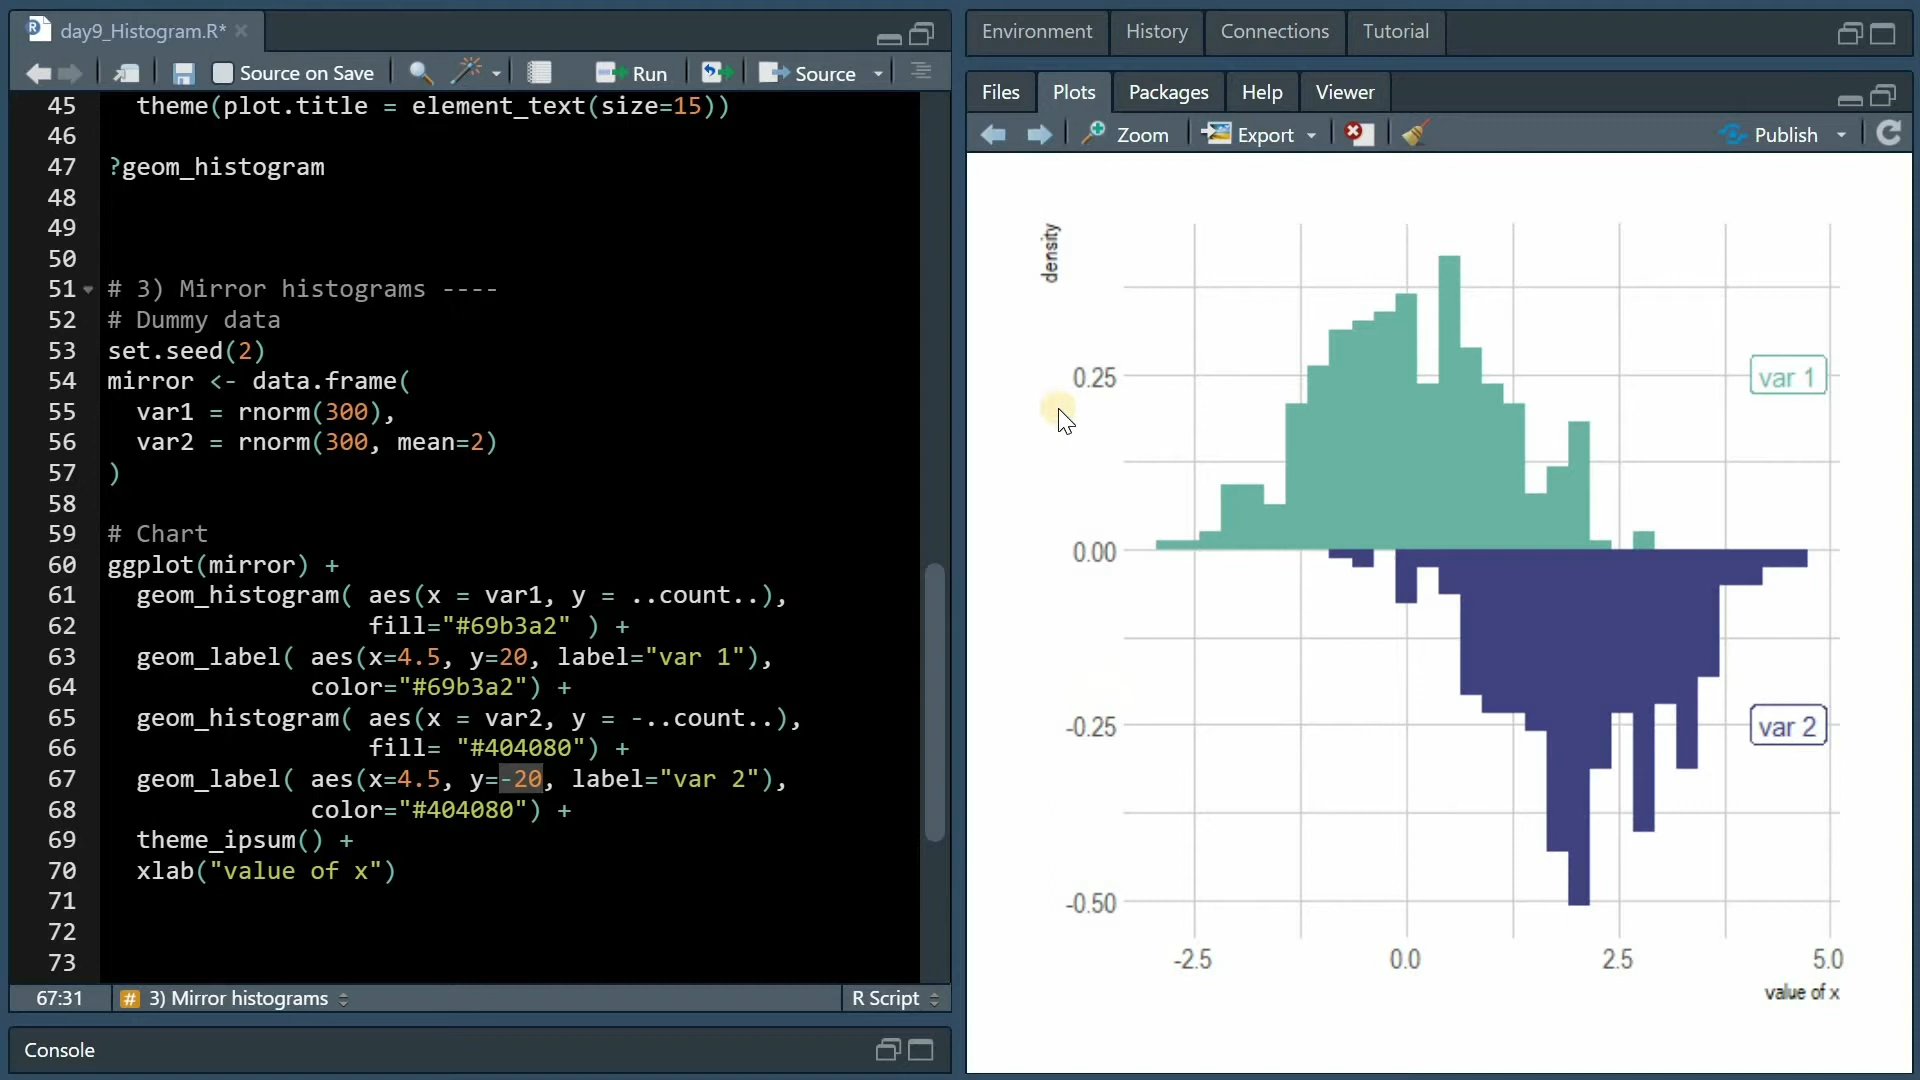 day9_Histogram.R*
Source on Save
Run
Source
45 theme(plot.title = element_text(size=15))
46
47 ?geom_histogram
48
49
50
51 # 3) Mirror histograms ----
52 # Dummy data
53 set.seed(2)
54 mirror <- data.frame(
55 var1 = rnorm(300),
56 var2 = rnorm(300, mean=2)
57 )
58
59 # Chart
60 ggplot(mirror) +
61 geom_histogram( aes(x = var1, y = ..count..),
62 fill="#69b3a2" ) +
63 geom_label( aes(x=4.5, y=20, label="var 1"),
64 color="#69b3a2") +
65 geom_histogram( aes(x = var2, y = -..count..),
66 fill= "#404080") +
67 geom_label( aes(x=4.5, y=-20, label="var 2"),
68 color="#404080") +
69 theme_ipsum() +
70 xlab("value of x")
71
72
73
67:31
# 3) Mirror histograms
R Script
Console
Environment
History
Connections
Tutorial
Files
Plots
Packages
Help
Viewer
Zoom
Export
Publish
density
0.25
0.00
-0.25
-0.50
var 1
var 2
-2.5
0.0
2.5
5.0
value of x